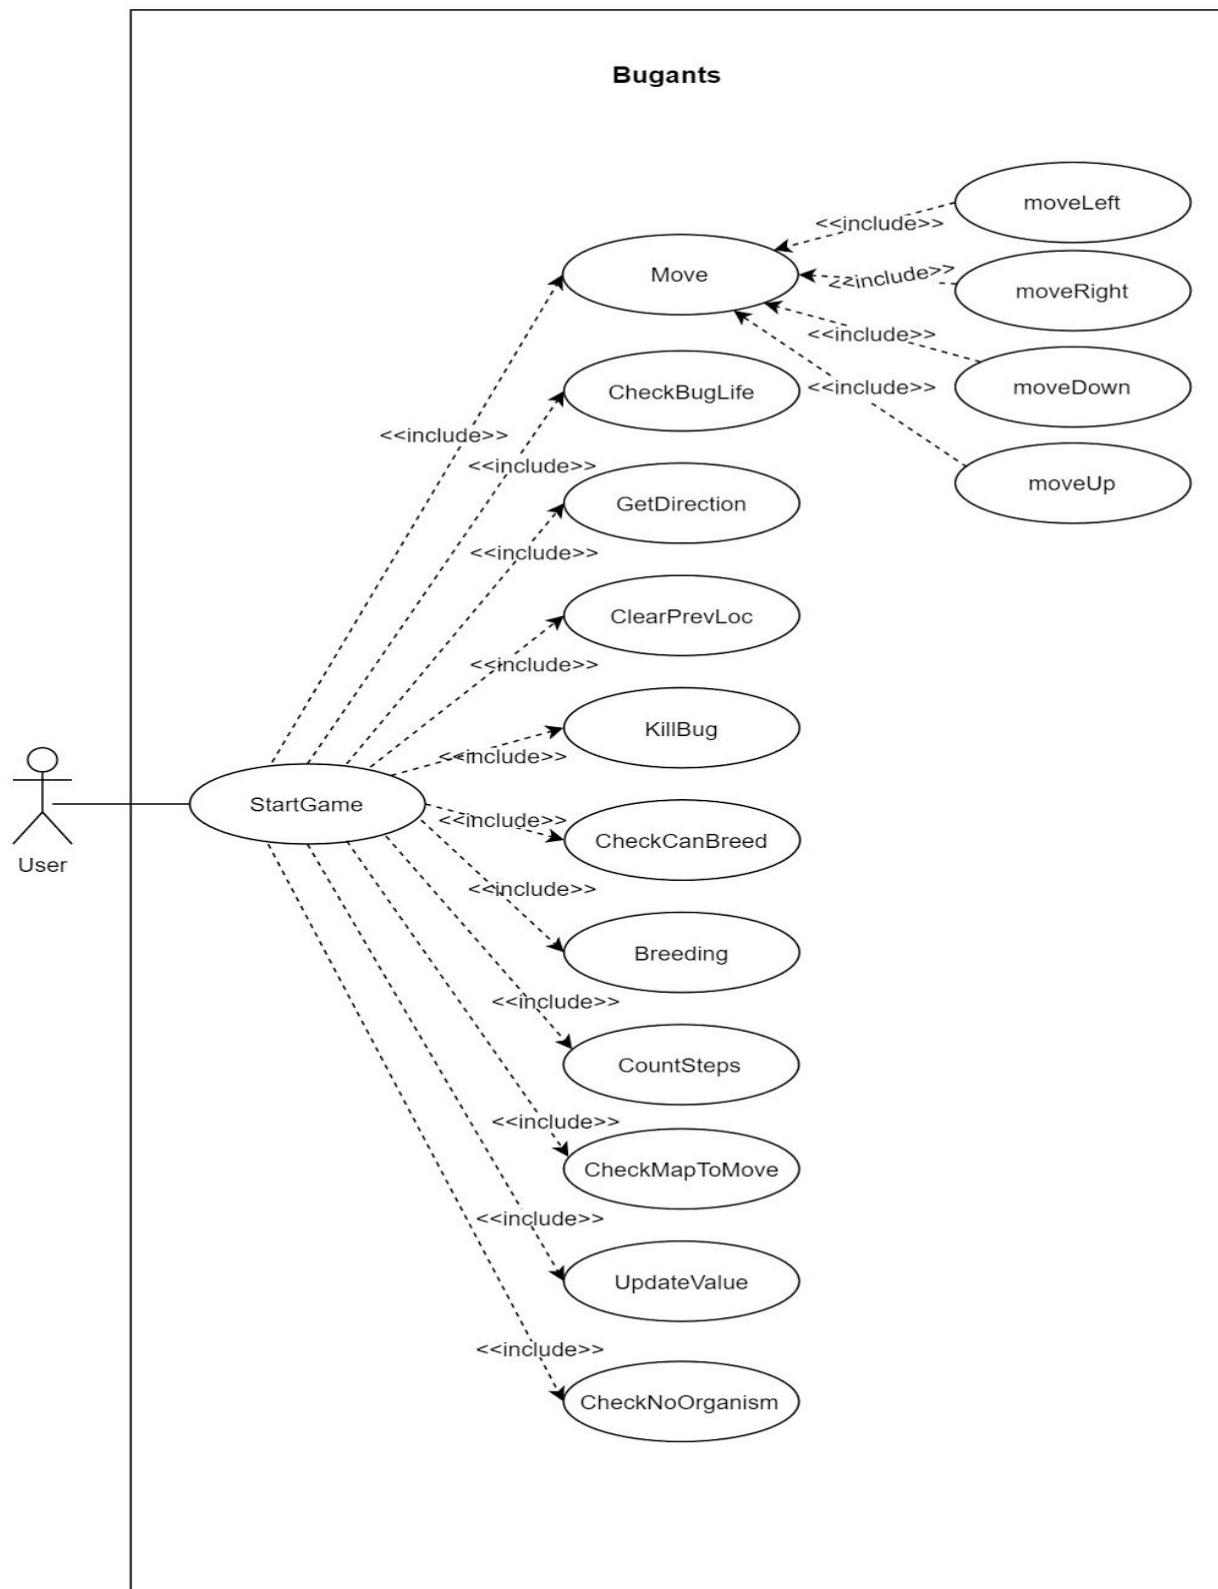 Bugants
moveLeft
<<include>>
Move
<<include>>
moveRight
<<include>>
moveDown
<<include>>
CheckBugLife
<<include>>
<<include>>
moveUp
GetDirection
<<include>>
ClearPrevLoc
<<include>>
KillBug
<<include>>
StartGame
<<include>>
CheckCanBreed
User
<<include>>
Breeding
<<include>>
CountSteps
<<include>>
CheckMapToMove
<<include>>
UpdateValue
<<include>>
CheckNoOrganism